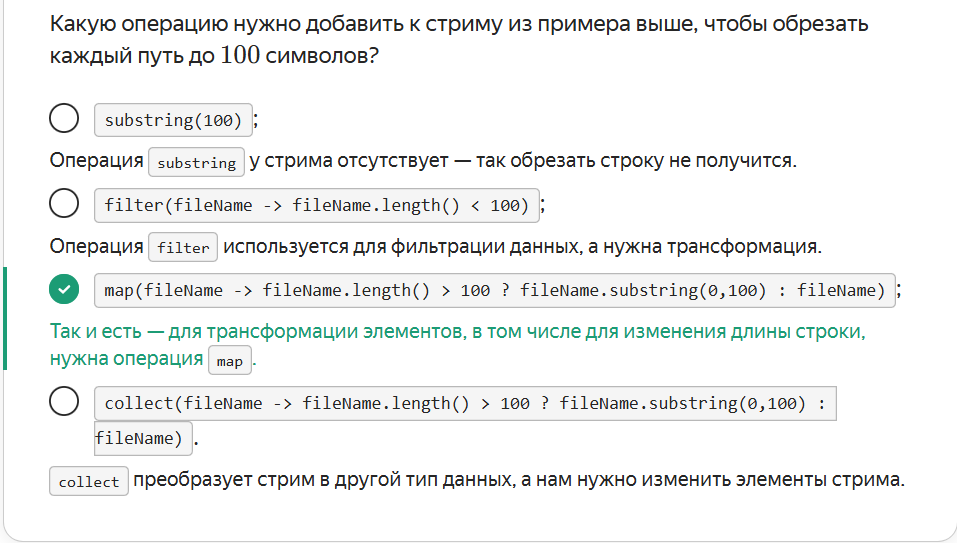 Какую операцию нужно добавить к стриму из примера выше, чтобы обрезать
каждый путь до 100 символов?
substring(100);
Операция substring у стрима отсутствует — так обрезать строку не получится.
filter(fileName -> fileName.length() < 100);
Операция filter используется для фильтрации данных, а нужна трансформация.
map(fileName -> fileName.length() > 100 ? fileName.substring(0,100) : fileName);
Так и есть — для трансформации элементов, в том числе для изменения длины строки,
нужна операция map.
collect(fileName -> fileName.length() > 100 ? fileName.substring(0,100) :
fileName).
collect преобразует стрим в другой тип данных, а нам нужно изменить элементы стрима.